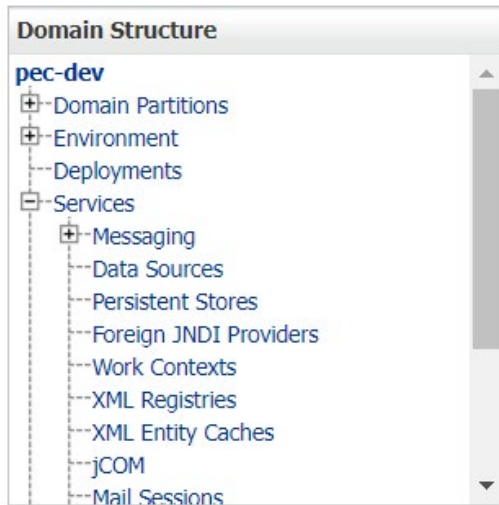 Domain Structure
pec-dev
Domain Partitions
Environment
Deployments
Services
Messaging
Data Sources
Persistent Stores
Foreign JNDI Providers
Work Contexts
XML Registries
XML Entity Caches
jCOM
Mail Sessions